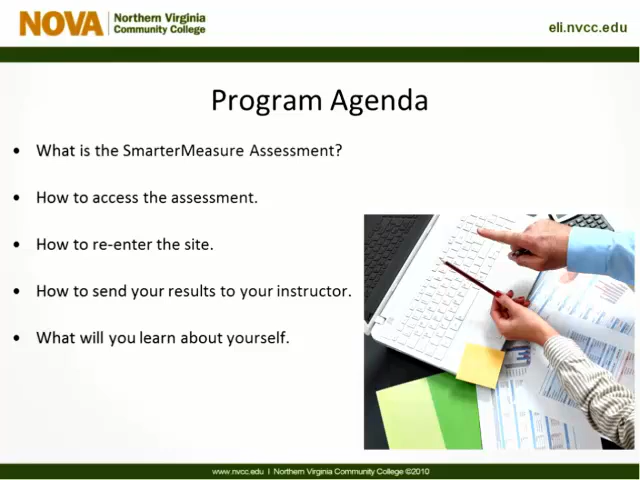 NOVA
Northern Virginia
Community College
eli.nvcc.edu
Program Agenda
• What is the SmarterMeasure Assessment?
• How to access the assessment.
• How to re-enter the site.
• How to send your results to your instructor.
• What will you learn about yourself.
www.nvcc.edu I Northern Virginia Community College ©2010